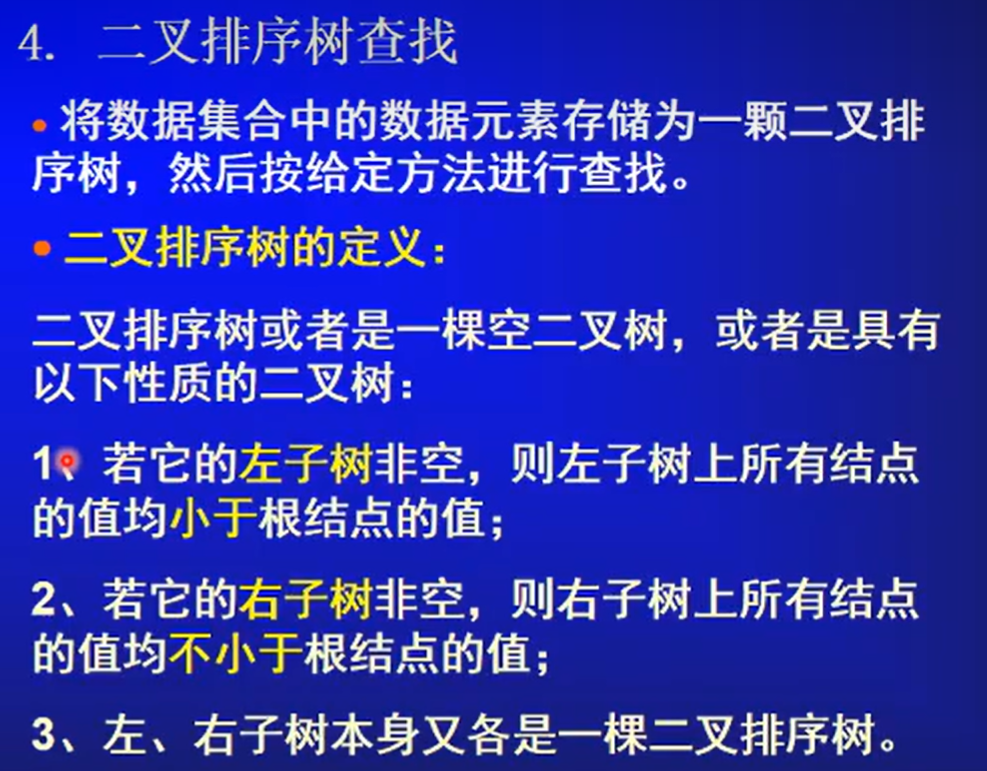 4. 二叉排序树查找
• 将数据集合中的数据元素存储为一颗二叉排
序树，然后按给定方法进行查找。
• 二叉排序树的定义：
二叉排序树或者是一棵空二叉树，或者是具有
以下性质的二叉树：
1、若它的左子树非空，则左子树上所有结点
的值均小于根结点的值；
2、若它的右子树非空，则右子树上所有结点
的值均不小于根结点的值；
3、左、右子树本身又各是一棵二叉排序树。